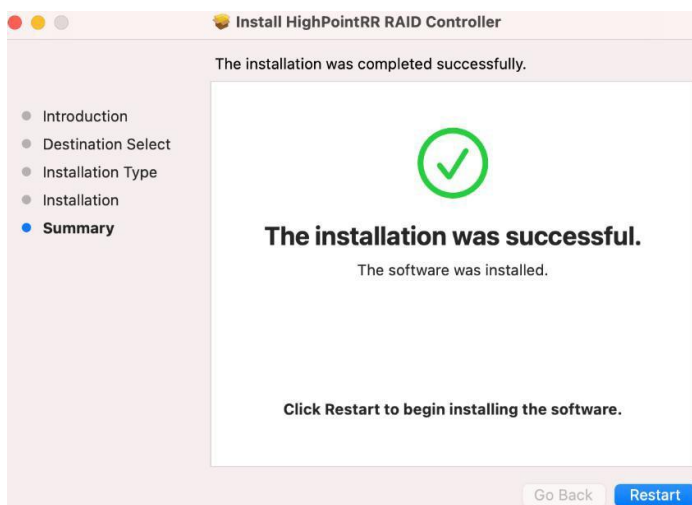 Install HighPointRR RAID Controller
The installation was completed successfully.
Introduction
Destination Select
Installation Type
Installation
Summary
The installation was successful.
The software was installed.
Click Restart to begin installing the software.
Go Back
Restart